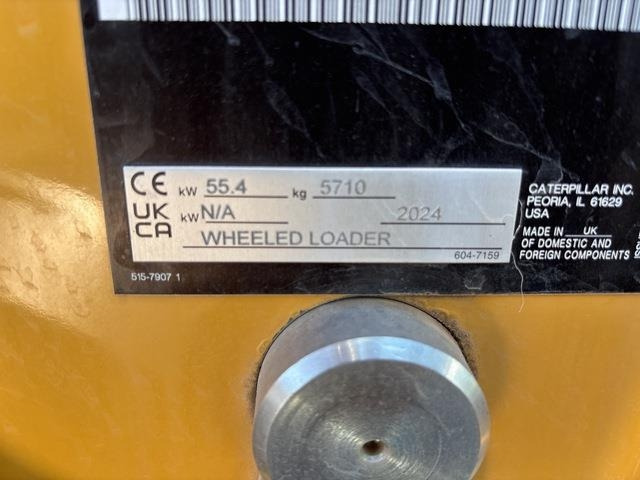 CE kW 55.4 kg 5710
UK CA kW N/A 2024
WHEELED LOADER
604-7159
515-7907 1
CATERPILLAR INC.
PEORIA, IL 61629
USA
MADE IN UK
OF DOMESTIC AND
FOREIGN COMPONENTS